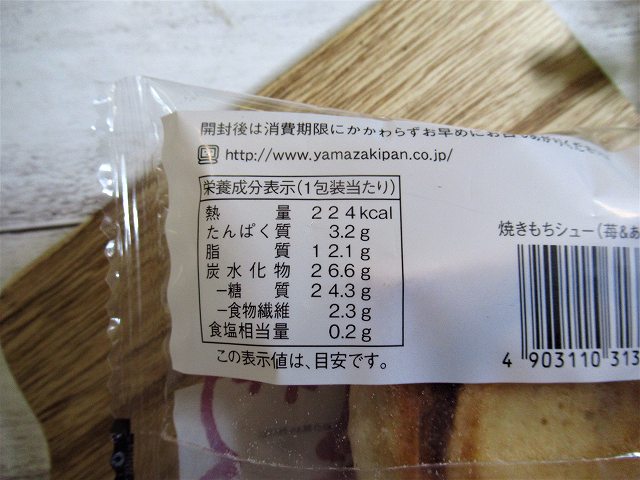 開封後は消費期限にかかわらずお早めにお
http://www.yamazakipan.co.jp/
栄養成分表示(1包装当たり)
熱量 224kcal
たんぱく質 3.2g
脂質 12.1g
炭水化物 26.6g
−糖質 24.3g
−食物繊維 2.3g
食塩相当量 0.2g
この表示値は、目安です。
焼きもちシュー(苺&あ
4 903110 313